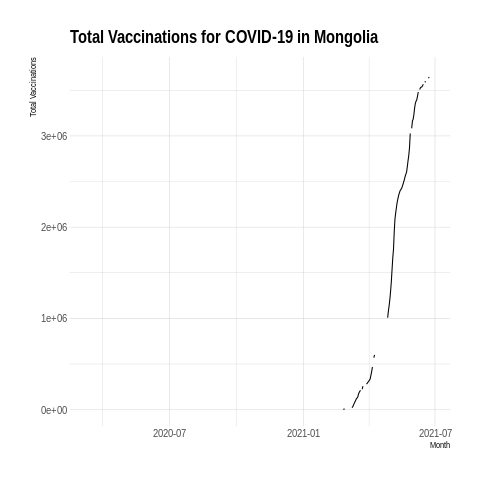 Total Vaccinations for COVID-19 in Mongolia
Total Vaccinations
3e+06
2e+06
1e+06
0e+00
2020-07 2021-01 2021-07
Month